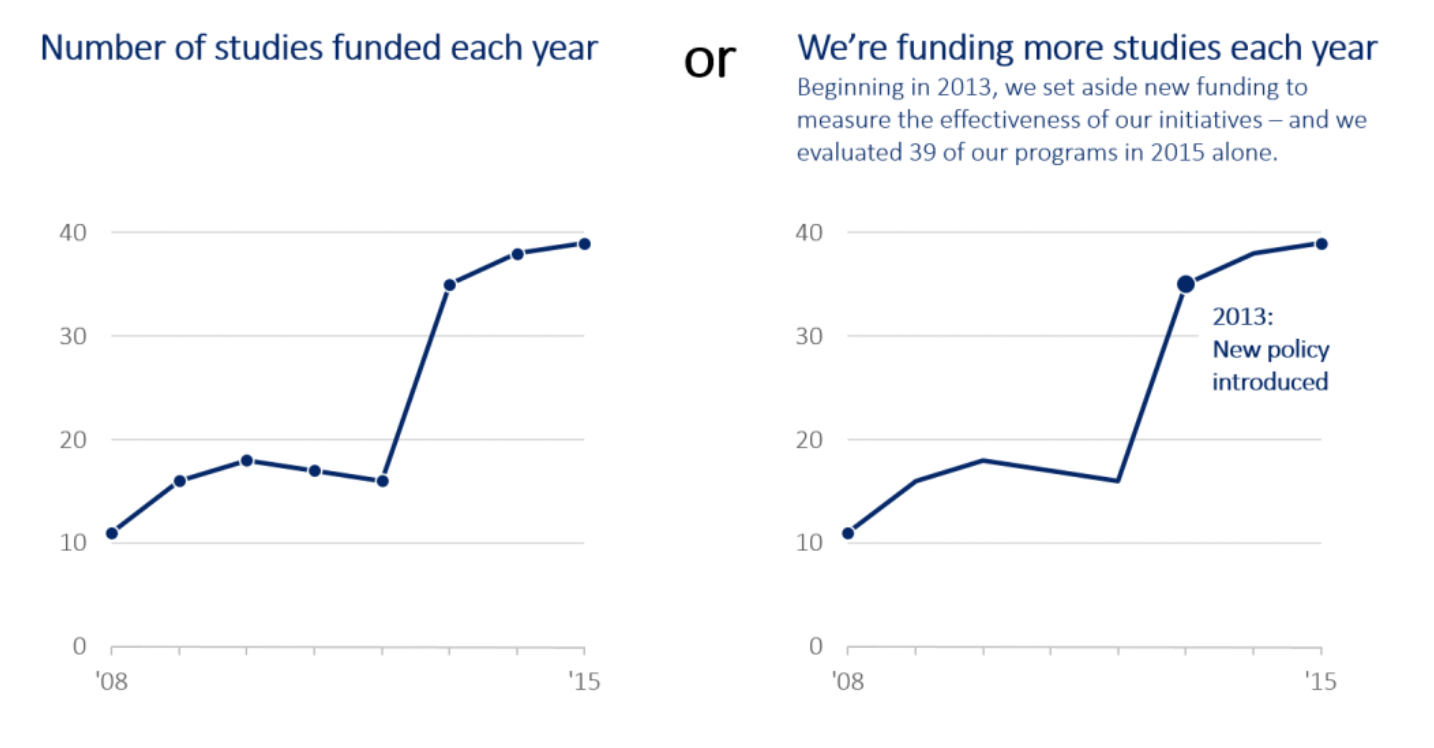 Number of studies funded each year
or
We’re funding more studies each year
Beginning in 2013, we set aside new funding to
measure the effectiveness of our initiatives – and we
evaluated 39 of our programs in 2015 alone.
40
30
20
10
0
'08
'15
40
30
20
10
0
'08
'15
2013:
New policy
introduced